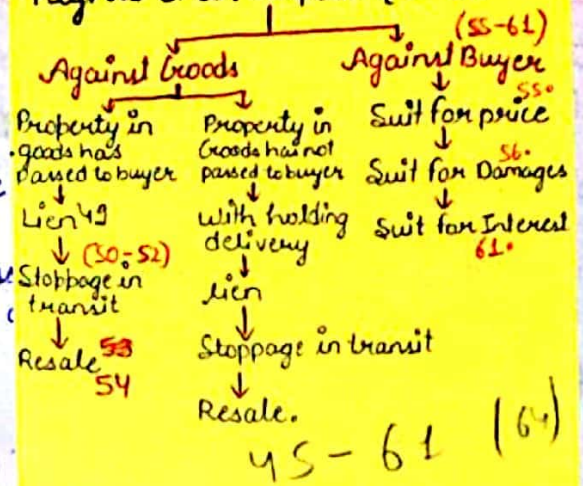 (55-61)
Against Goods
Against Buyer
Property in
goods has
passed to buyer
Lien 49
(50-52)
Stoppage in
transit
Resale 53
54
Property in
Goods has not
passed to buyer
with holding
delivery
lien
Stoppage in transit
Resale.
55.
Suit for price
56.
Suit for Damages
Suit for Interest
61.
45-61 (64)